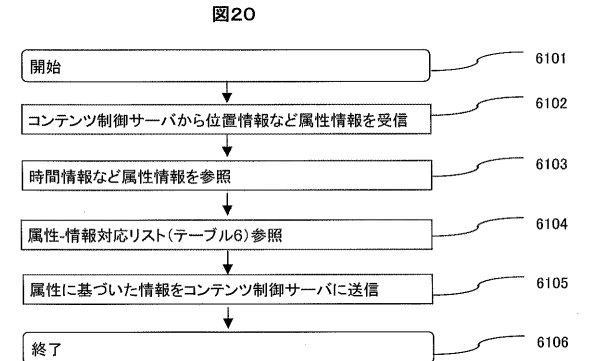 図20
開始
6101
コンテンツ制御サーバから位置情報など属性情報を受信
6102
時間情報など属性情報を参照
6103
属性-情報対応リスト(テーブル6)参照
6104
属性に基づいた情報をコンテンツ制御サーバに送信
6105
終了
6106